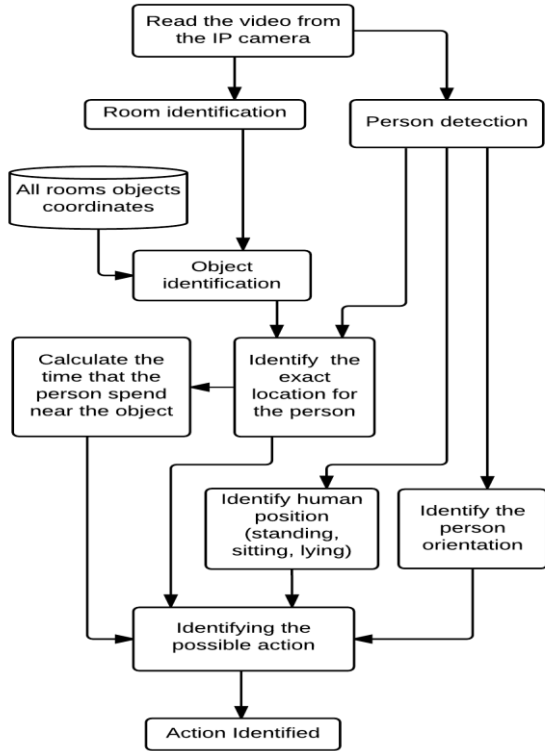 Read the video from
the IP camera
Room identification
Person detection
All rooms objects
coordinates
Object
identification
Calculate the
time that the
person spend
near the object
Identify the
exact
location for
the person
Identify human
position
(standing,
sitting, lying)
Identify the
person
orientation
Identifying the
possible action
Action Identified